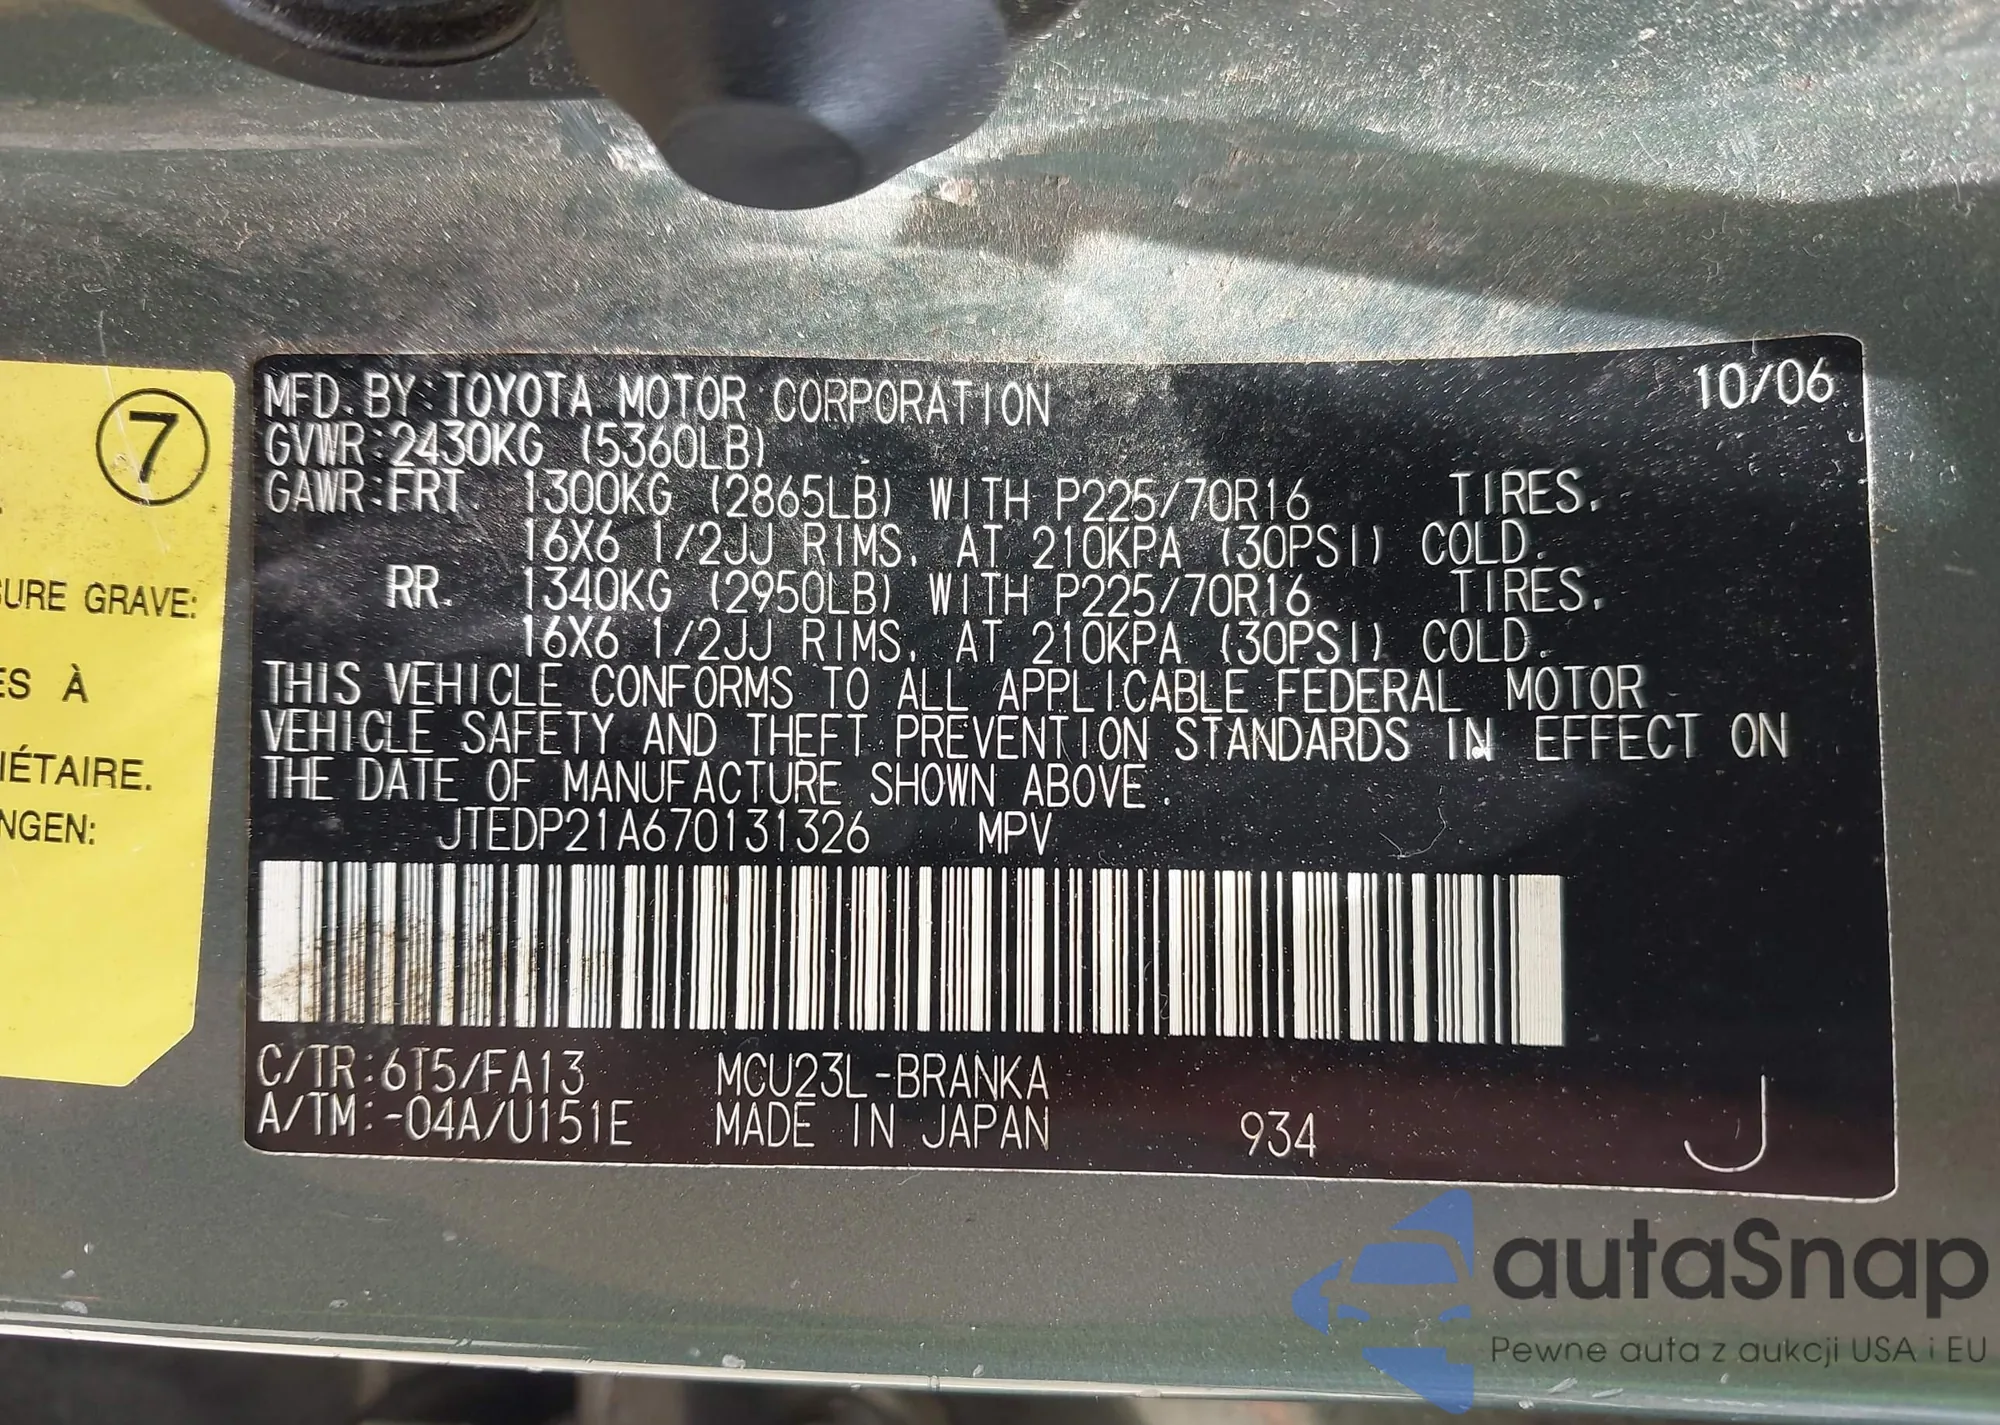 7
SURE GRAVE:
ES À
IÉTAIRE.
NGEN:
10/06
MFD. BY:TOYOTA MOTOR CORPORATION
GVWR:2430KG (5360LB)
GAWR:FRT. 1300KG (2865LB) WITH P225/70R16 TIRES.
16X6 1/2JJ RIMS, AT 210KPA (30PSI) COLD.
RR. 1340KG (2950LB) WITH P225/70R16 TIRES.
16X6 1/2JJ RIMS, AT 210KPA (30PSI) COLD.
THIS VEHICLE CONFORMS TO ALL APPLICABLE FEDERAL MOTOR
VEHICLE SAFETY AND THEFT PREVENTION STANDARDS IN EFFECT ON
THE DATE OF MANUFACTURE SHOWN ABOVE.
JTEDP21A670131326 MPV
C/TR:6T5/FA13 MCU23L-BRANKA
A/TM:-04A/U151E MADE IN JAPAN 934 J
autaSnap
Pewne auta z aukcji USA i EU